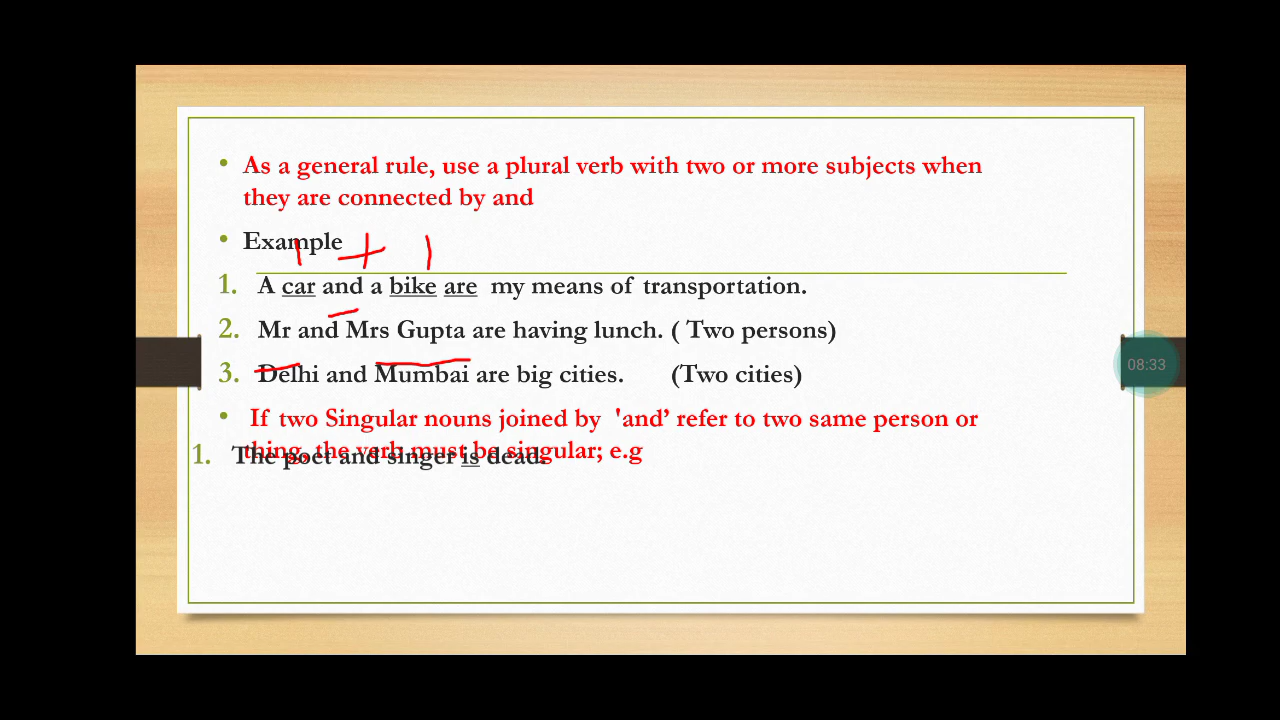 • As a general rule, use a plural verb with two or more subjects when
they are connected by and
• Example
1. A car and a bike are my means of transportation.
2. Mr and Mrs Gupta are having lunch. ( Two persons)
3. Delhi and Mumbai are big cities. (Two cities)
• If two Singular nouns joined by 'and’ refer to two same person or
thing, the verb must be singular; e.g
1. The poet and singer is dead.
08:33